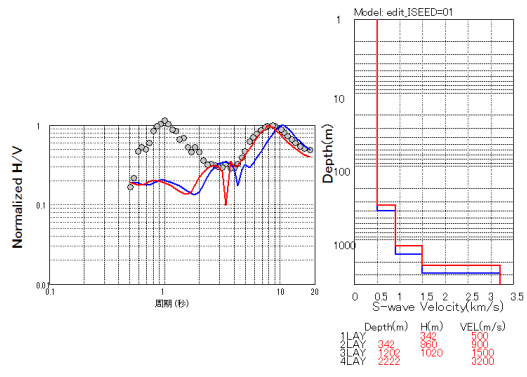 Model: edit_ISEED=01
1
10
100
1000
Depth(m)
0 0.5 1 1.5 2 2.5 3 3.5
S-wave Velocity(km/s)
Normalized H/V
1
0.1
0.01
0.1 1 10 20
周期(秒)
Depth(m) H(m) VEL(m/s)
1LAY 342 500
2LAY 342 860 900
3LAY 1202 1020 1500
4LAY 2222 3200